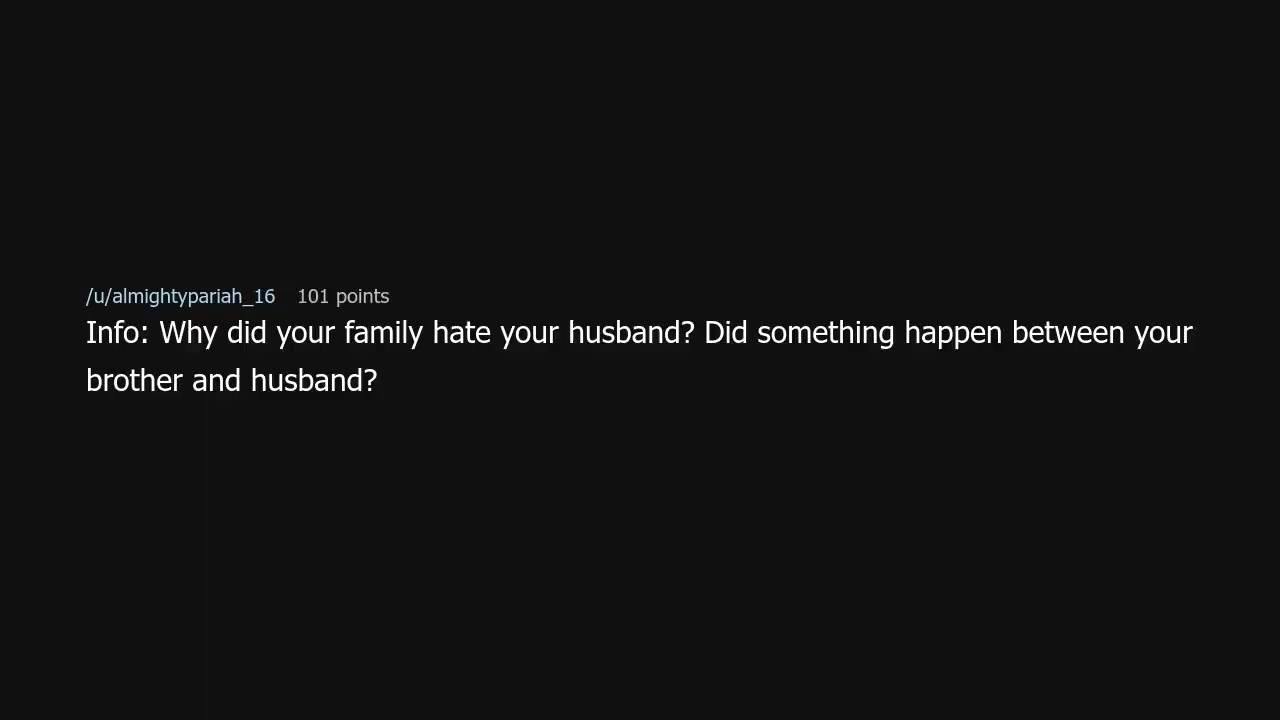 /u/almightypariah_16 101 points
Info: Why did your family hate your husband? Did something happen between your
brother and husband?